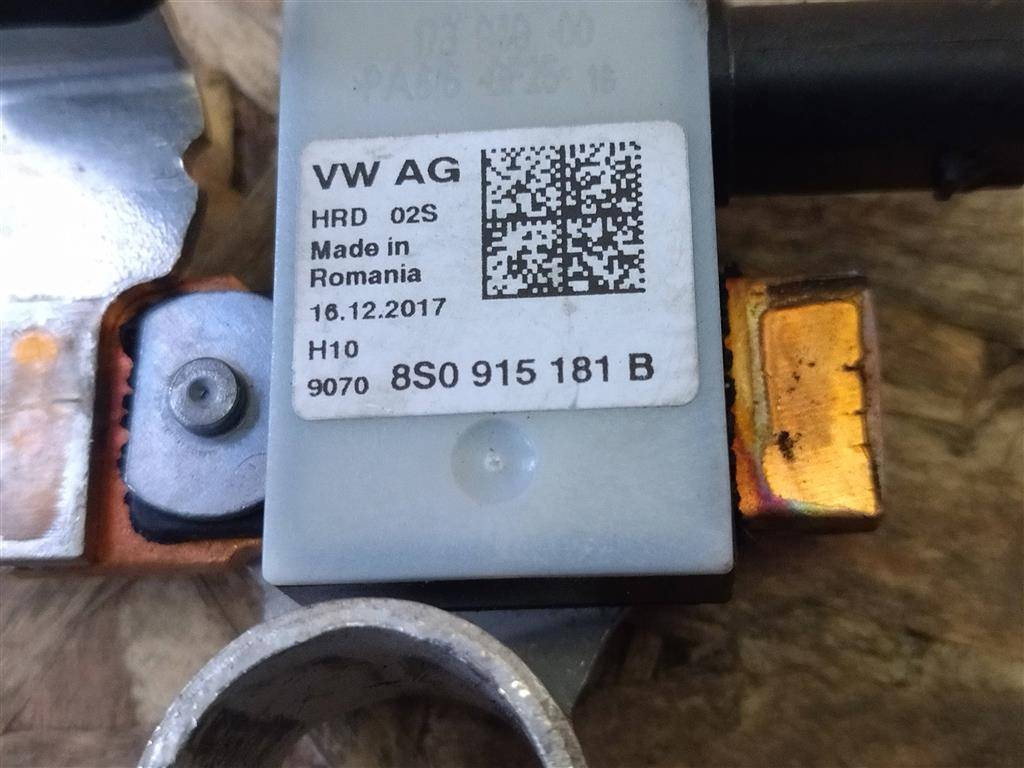 VW AG
HRD 02S
Made in
Romania
16.12.2017
H10
9070 8S0 915 181 B